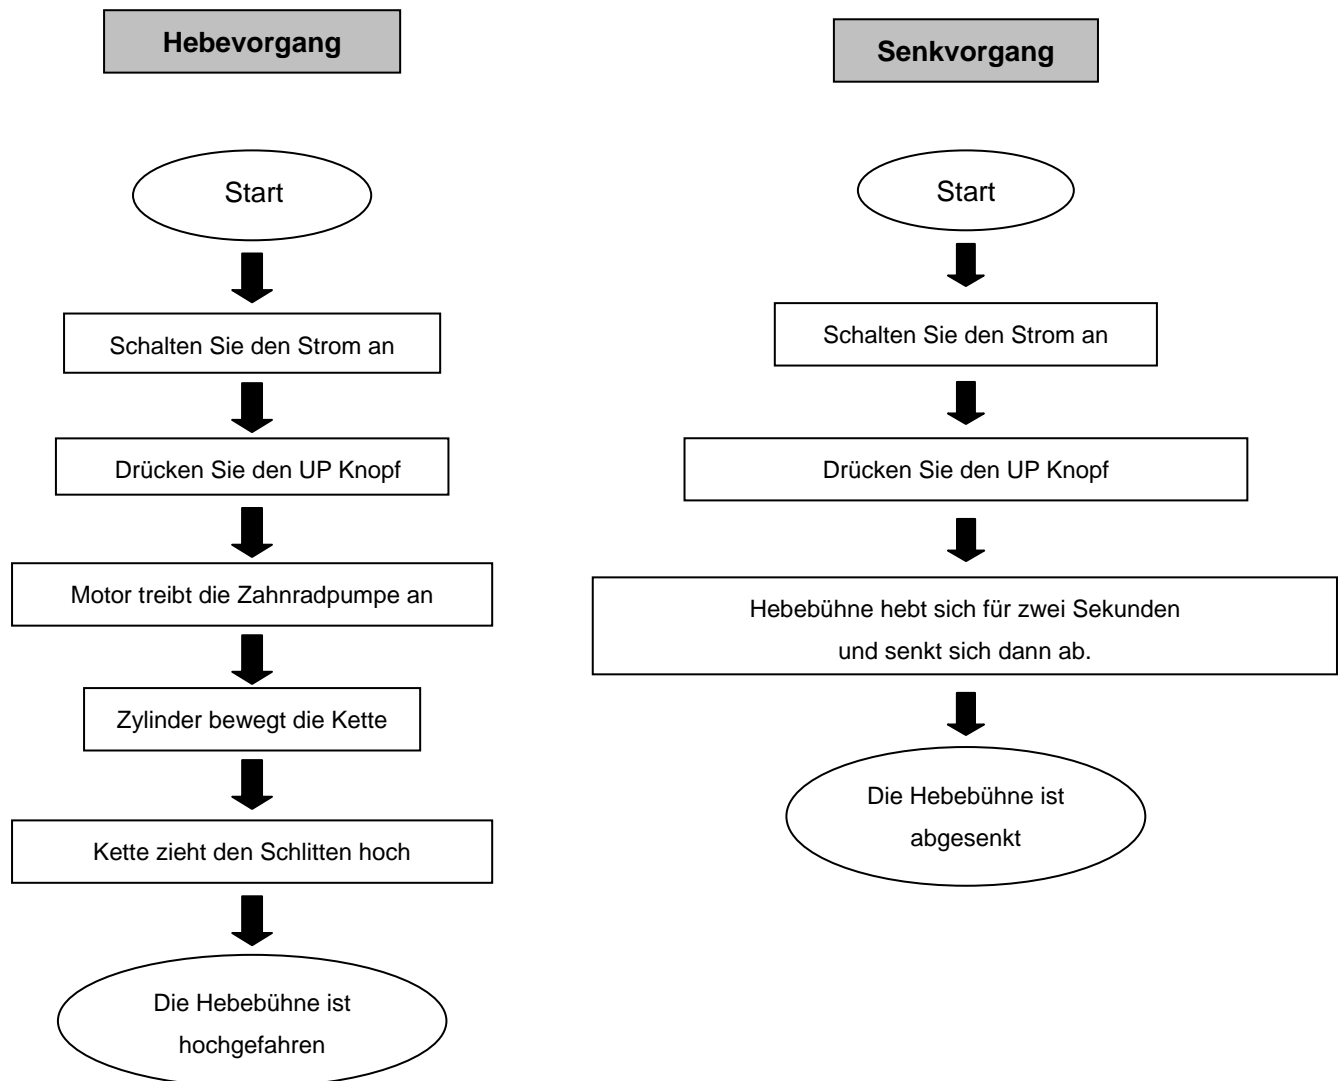 Hebevorgang
Start
Schalten Sie den Strom an
Drücken Sie den UP Knopf
Motor treibt die Zahnradpumpe an
Zylinder bewegt die Kette
Kette zieht den Schlitten hoch
Die Hebebühne ist
hochgefahren
Senkvorgang
Start
Schalten Sie den Strom an
Drücken Sie den UP Knopf
Hebebühne hebt sich für zwei Sekunden
und senkt sich dann ab.
Die Hebebühne ist
abgesenkt